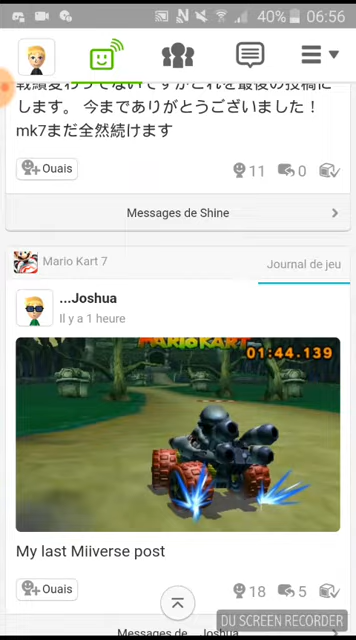 40% 06:56
戦績変わってないですがこれを最後の投稿に
します。 今までありがとうございました！
mk7まだ全然続けます
Ouais
11
0
Messages de Shine
Mario Kart 7
Journal de jeu
...Joshua
Il y a 1 heure
MARIOKART
01:44.139
My last Miiverse post
Ouais
18
5
DU SCREEN RECORDER
Messages de ...Joshua